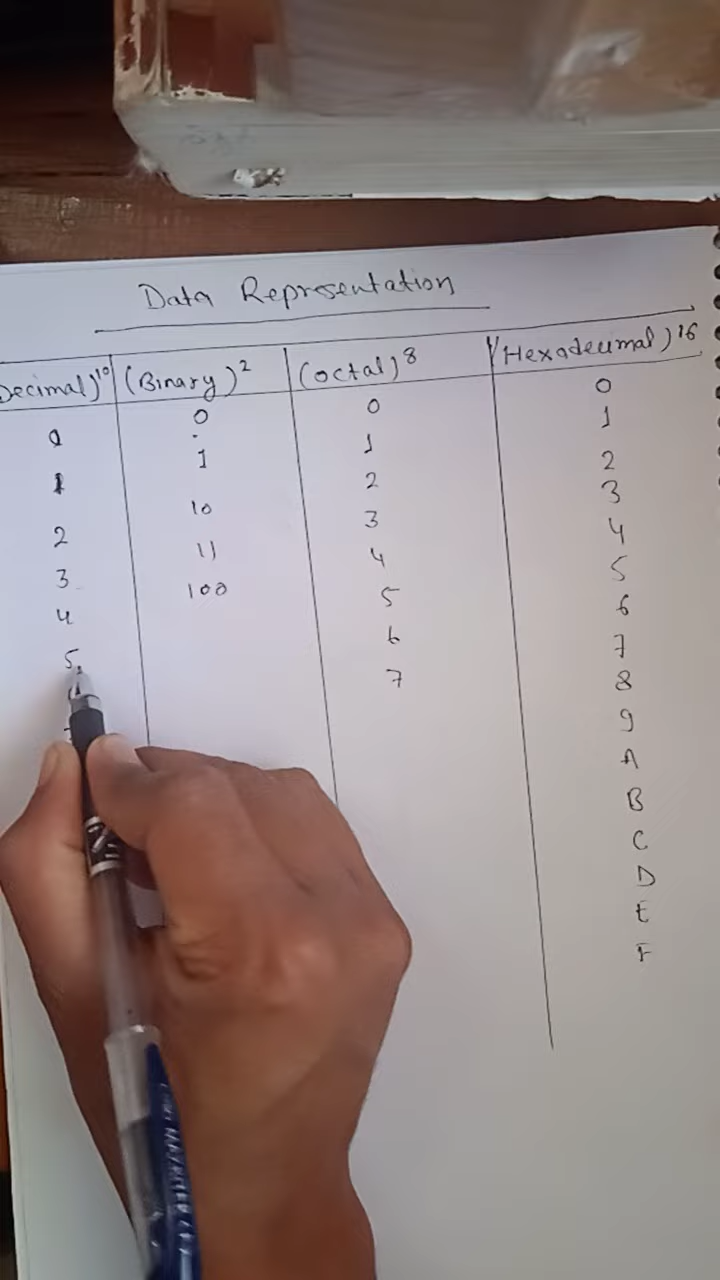 Data Representation
Decimal)10 (Binary)2 (Octal)8 (Hexadecimal)16
0 0 0 0
1 1 1 1
2 10 2 2
3 11 3 3
4 100 4 4
5 5 5
6 6
7 7
8
9
A
B
C
D
E
F